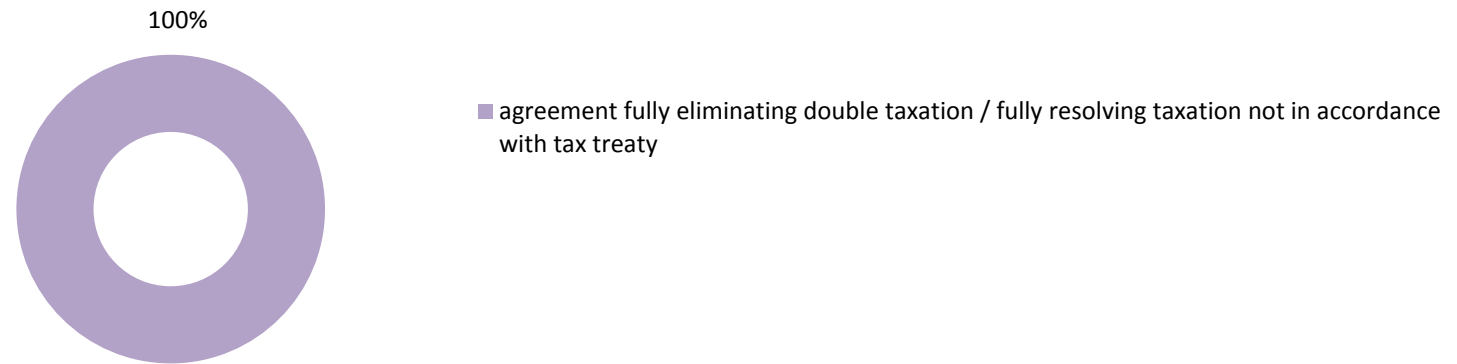 100%
agreement fully eliminating double taxation / fully resolving taxation not in accordance
with tax treaty